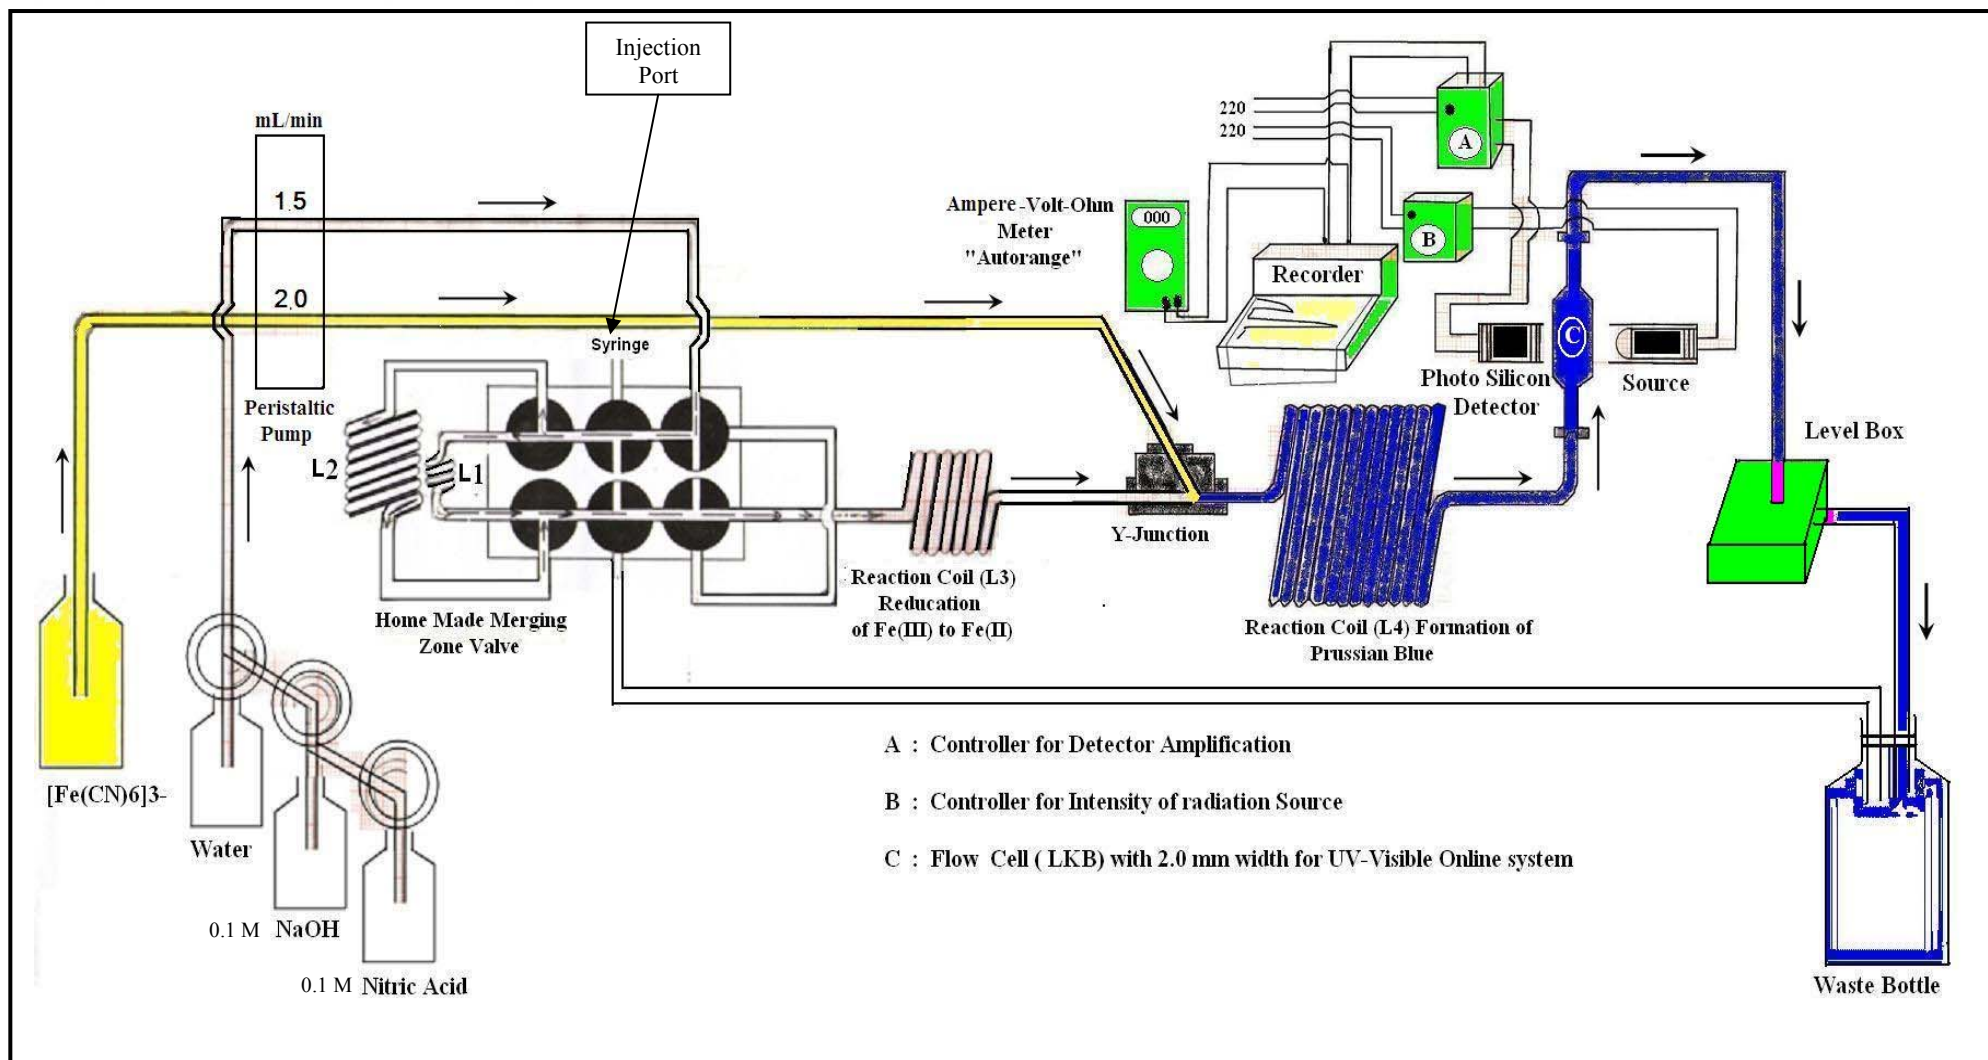 Injection
Port
mL/min
1.5
2.0
Peristaltic
Pump
Syringe
L2
L1
Home Made Merging
Zone Valve
Reaction Coil (L3)
Reducation
of Fe(III) to Fe(II)
Y-Junction
Reaction Coil (L4) Formation of
Prussian Blue
Ampere-Volt-Ohm
Meter
"Autorange"
000
Recorder
220
220
A
B
C
Photo Silicon
Detector
Source
Level Box
[Fe(CN)6]3-
Water
0.1 M NaOH
0.1 M Nitric Acid
A : Controller for Detector Amplification
B : Controller for Intensity of radiation Source
C : Flow Cell ( LKB) with 2.0 mm width for UV-Visible Online system
Waste Bottle